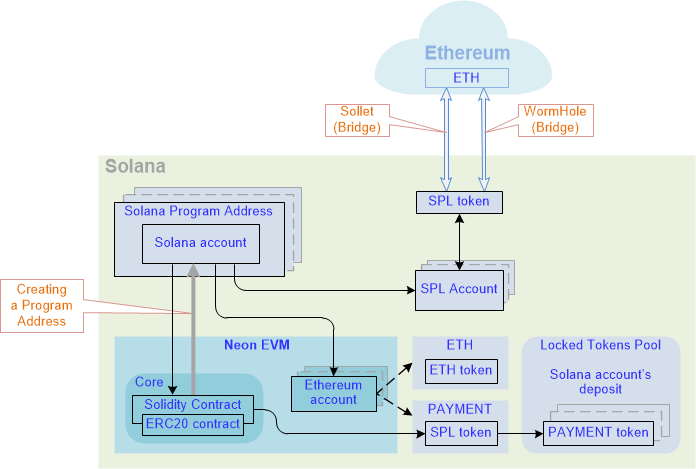 Ethereum
ETH
Sollet
(Bridge)
WormHole
(Bridge)
Solana
Solana Program Address
Solana account
SPL token
SPL Account
Creating
a Program
Address
Neon EVM
Core
Solidity Contract
ERC20 contract
Ethereum
account
ETH
ETH token
PAYMENT
SPL token
Locked Tokens Pool
Solana account's
deposit
PAYMENT token